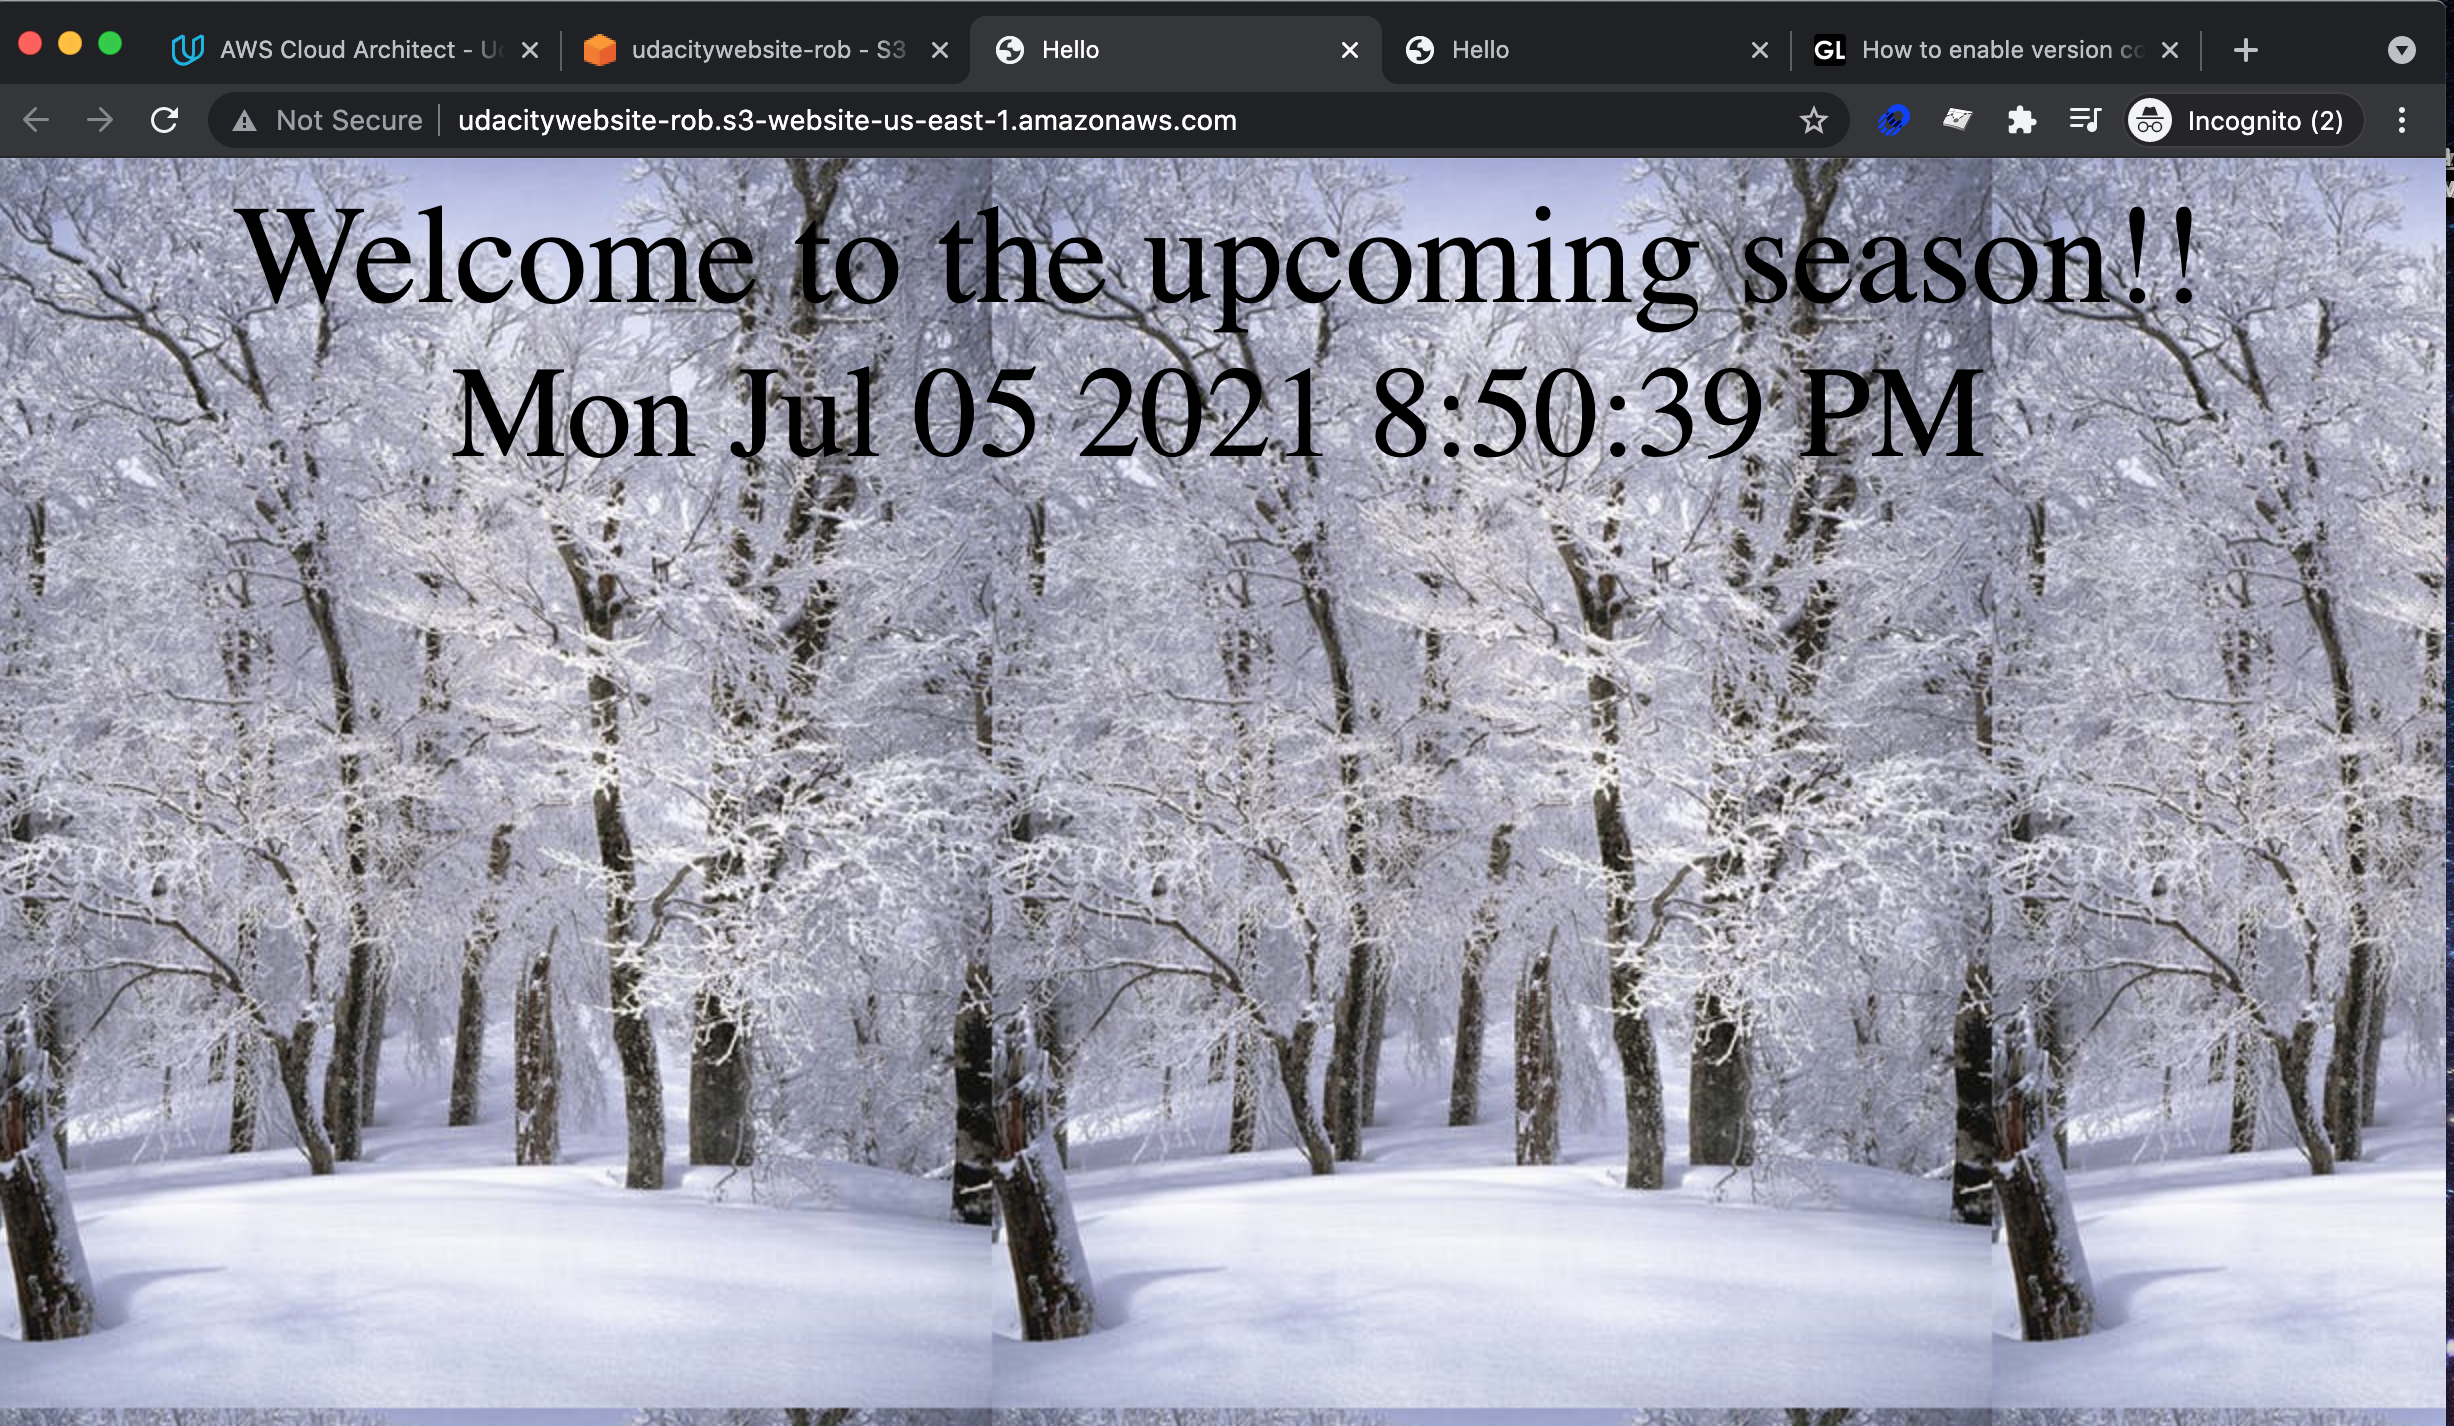 AWS Cloud Architect - Uc
udacitywebsite-rob - S3
Hello
Hello
GL How to enable version co
Not Secure
udacitywebsite-rob.s3-website-us-east-1.amazonaws.com
Incognito (2)
Welcome to the upcoming season!!
Mon Jul 05 2021 8:50:39 PM